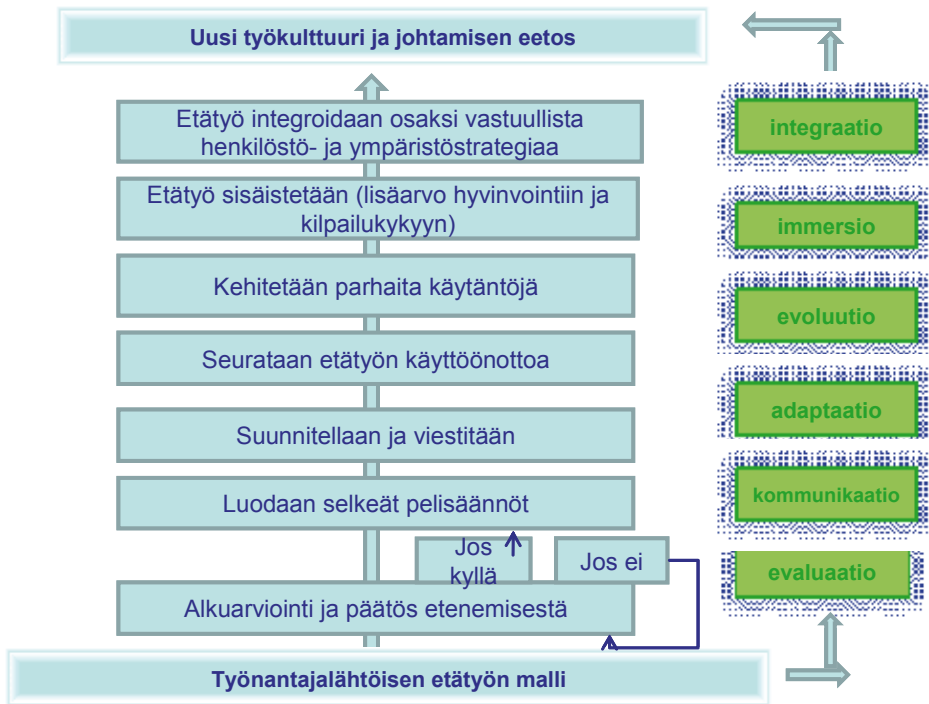 Uusi työkulttuuri ja johtamisen eetos
Etätyö integroidaan osaksi vastuullista
henkilöstö- ja ympäristöstrategiaa
Etätyö sisäistetään (lisäarvo hyvinvointiin ja
kilpailukykyyn)
Kehitetään parhaita käytäntöjä
Seurataan etätyön käyttöönottoa
Suunnitellaan ja viestitään
Luodaan selkeät pelisäännöt
Jos
kyllä
Jos ei
Alkuarviointi ja päätös etenemisestä
Työnantajalähtöisen etätyön malli
integraatio
immersio
evoluutio
adaptaatio
kommunikaatio
evaluaatio